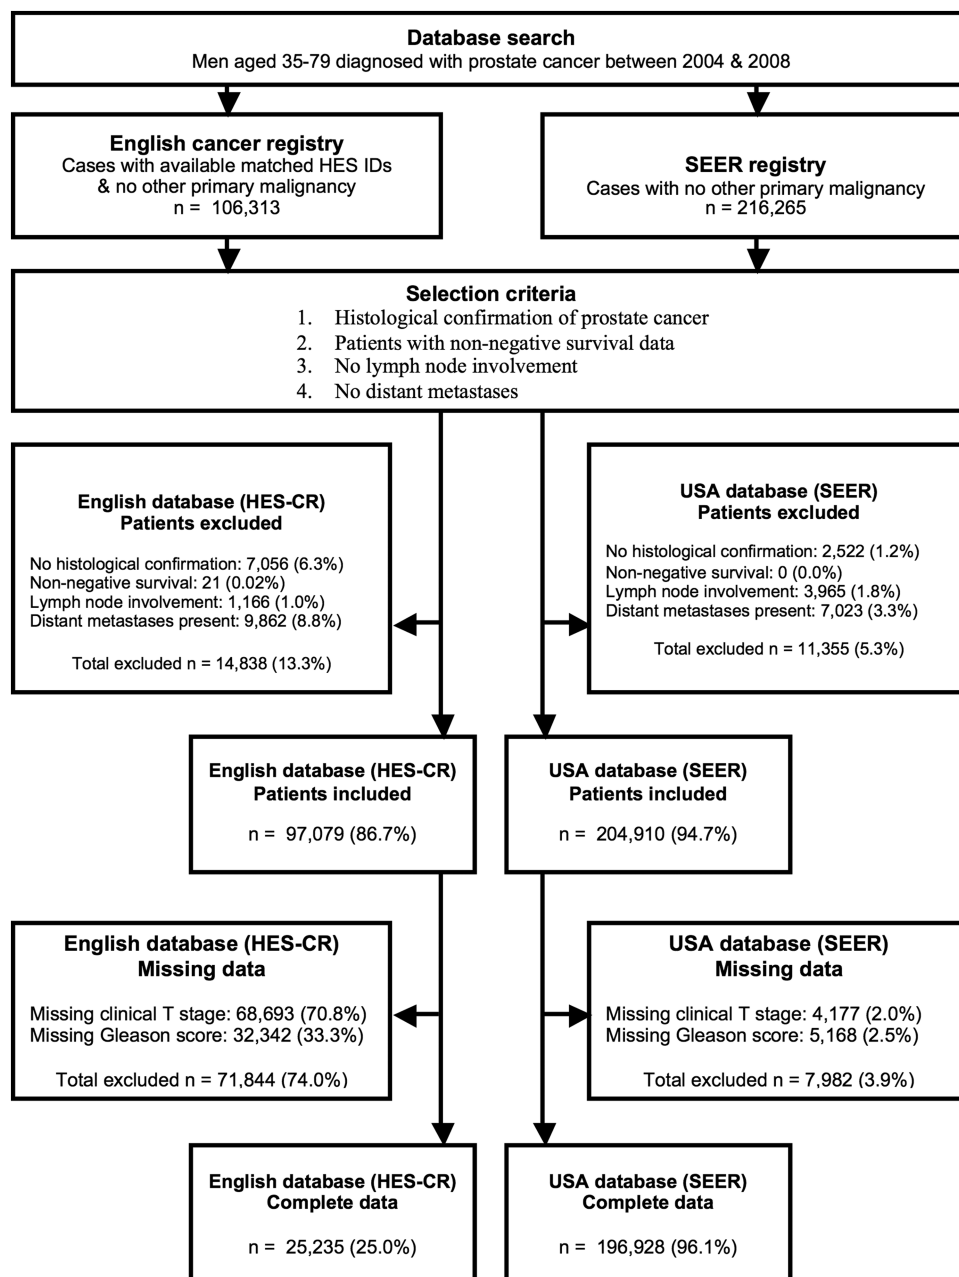 Database search
Men aged 35-79 diagnosed with prostate cancer between 2004 & 2008
English cancer registry
Cases with available matched HES IDs
& no other primary malignancy
n = 106,313
SEER registry
Cases with no other primary malignancy
n = 216,265
Selection criteria
1. Histological confirmation of prostate cancer
2. Patients with non-negative survival data
3. No lymph node involvement
4. No distant metastases
English database (HES-CR)
Patients excluded
No histological confirmation: 7,056 (6.3%)
Non-negative survival: 21 (0.02%)
Lymph node involvement: 1,166 (1.0%)
Distant metastases present: 9,862 (8.8%)
Total excluded n = 14,838 (13.3%)
USA database (SEER)
Patients excluded
No histological confirmation: 2,522 (1.2%)
Non-negative survival: 0 (0.0%)
Lymph node involvement: 3,965 (1.8%)
Distant metastases present: 7,023 (3.3%)
Total excluded n = 11,355 (5.3%)
English database (HES-CR)
Patients included
n = 97,079 (86.7%)
USA database (SEER)
Patients included
n = 204,910 (94.7%)
English database (HES-CR)
Missing data
Missing clinical T stage: 68,693 (70.8%)
Missing Gleason score: 32,342 (33.3%)
Total excluded n = 71,844 (74.0%)
USA database (SEER)
Missing data
Missing clinical T stage: 4,177 (2.0%)
Missing Gleason score: 5,168 (2.5%)
Total excluded n = 7,982 (3.9%)
English database (HES-CR)
Complete data
n = 25,235 (25.0%)
USA database (SEER)
Complete data
n = 196,928 (96.1%)